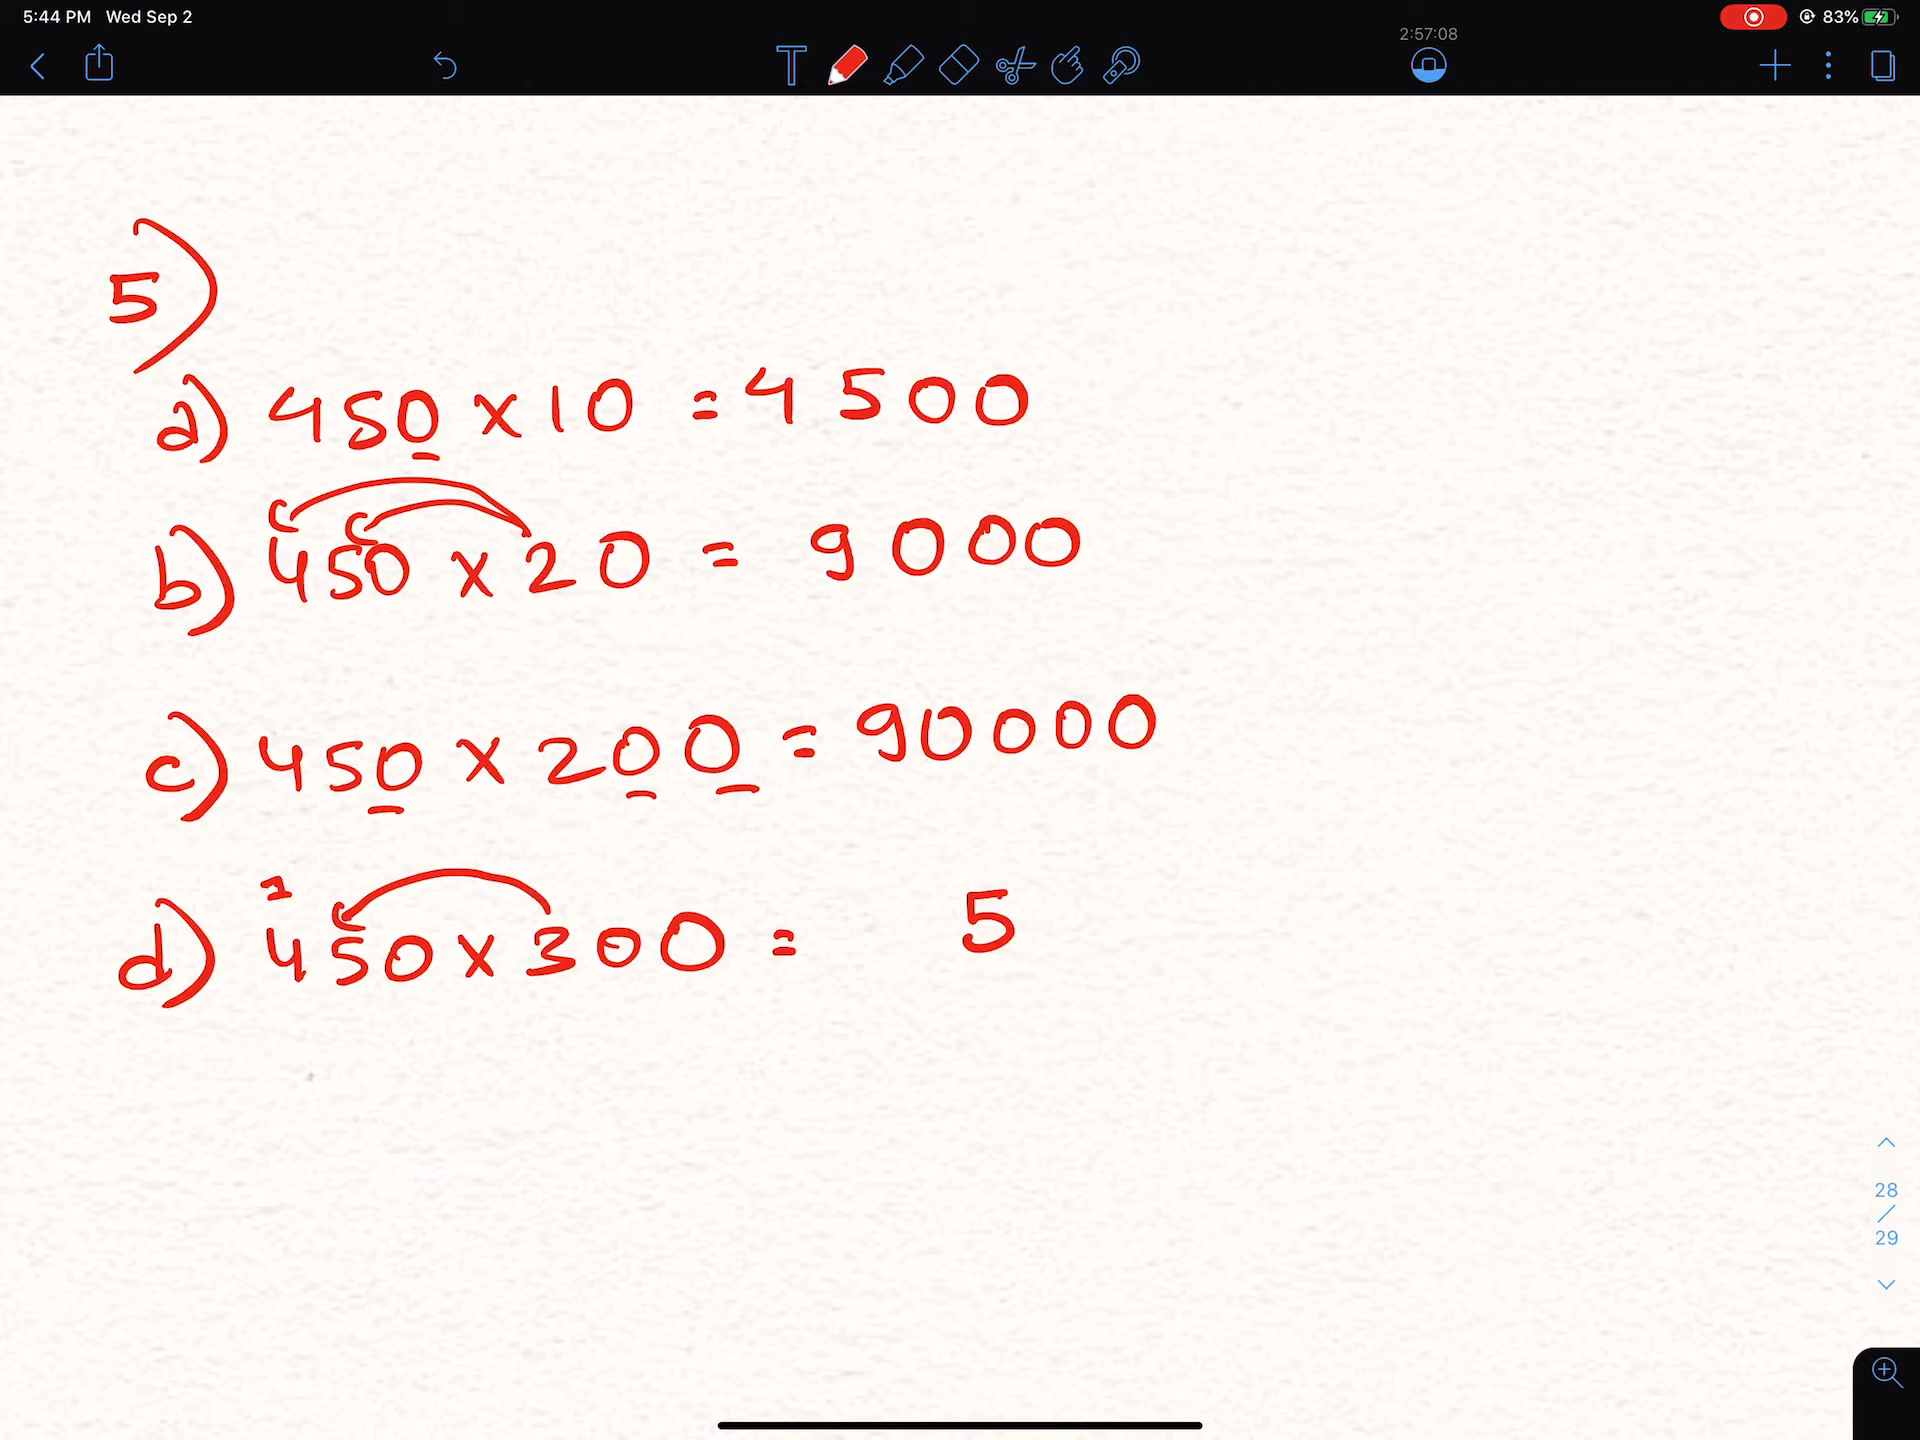 5:44 PM Wed Sep 2
83%
2:57:08
5)
a) 450 x 10 = 4500
b) 450 x 20 = 9000
c) 450 x 200 = 90000
1
d) 450 x 300 = 5
28
/
29